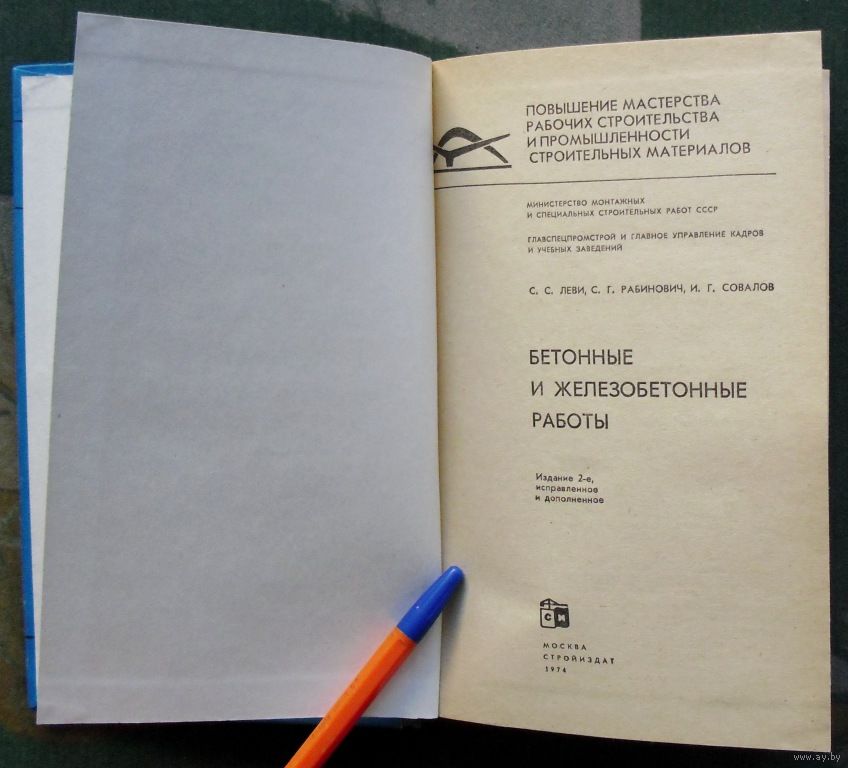 ПОВЫШЕНИЕ МАСТЕРСТВА
РАБОЧИХ СТРОИТЕЛЬСТВА
И ПРОМЫШЛЕННОСТИ
СТРОИТЕЛЬНЫХ МАТЕРИАЛОВ
МИНИСТЕРСТВО МОНТАЖНЫХ
И СПЕЦИАЛЬНЫХ СТРОИТЕЛЬНЫХ РАБОТ СССР
ГЛАВСПЕЦПРОМСТРОЙ И ГЛАВНОЕ УПРАВЛЕНИЕ КАДРОВ
И УЧЕБНЫХ ЗАВЕДЕНИЙ
С. С. ЛЕВИ, С. Г. РАБИНОВИЧ, И. Г. СОВАЛОВ
БЕТОННЫЕ
И ЖЕЛЕЗОБЕТОННЫЕ
РАБОТЫ
Издание 2-е,
исправленное
и дополненное
СИ
МОСКВА
СТРОЙИЗДАТ
1974
www.ay.by